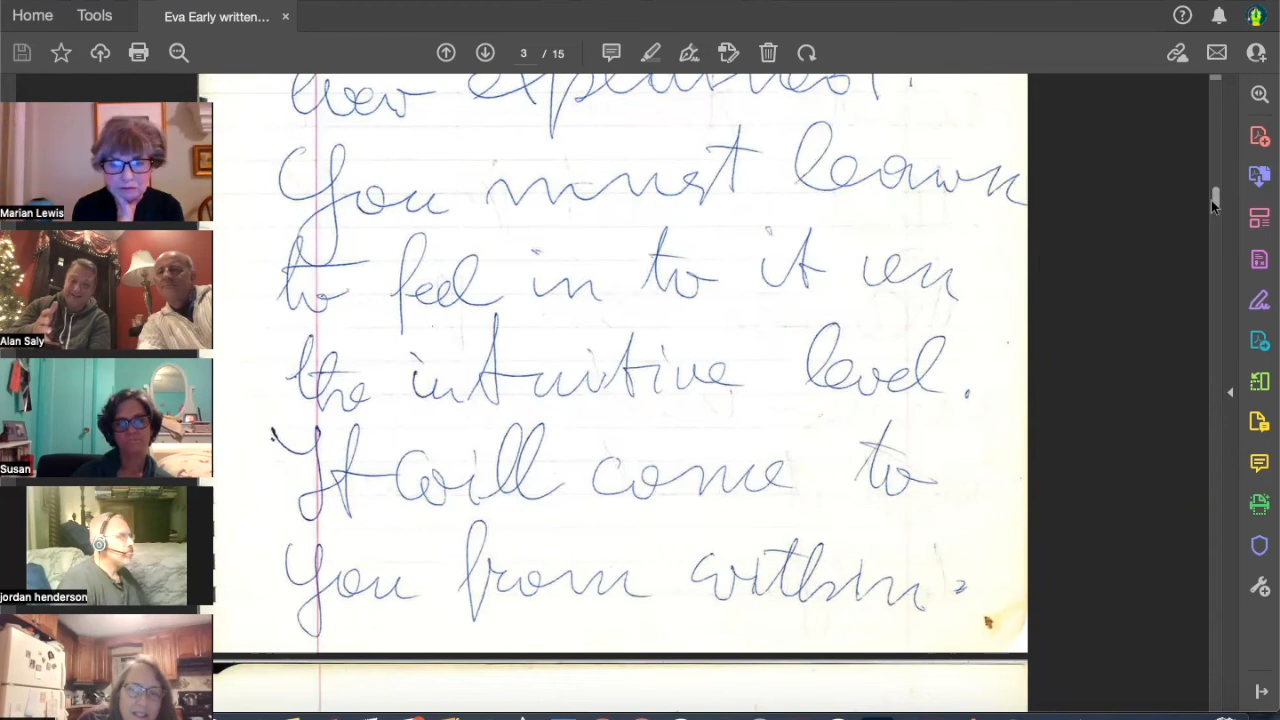 Home
Tools
Eva Early written...
×
3 / 15
You must learn
to feel in to it on
the intuitive level.
It will come to
you from within.
Marian Lewis
Alan Saly
Susan
jordan henderson